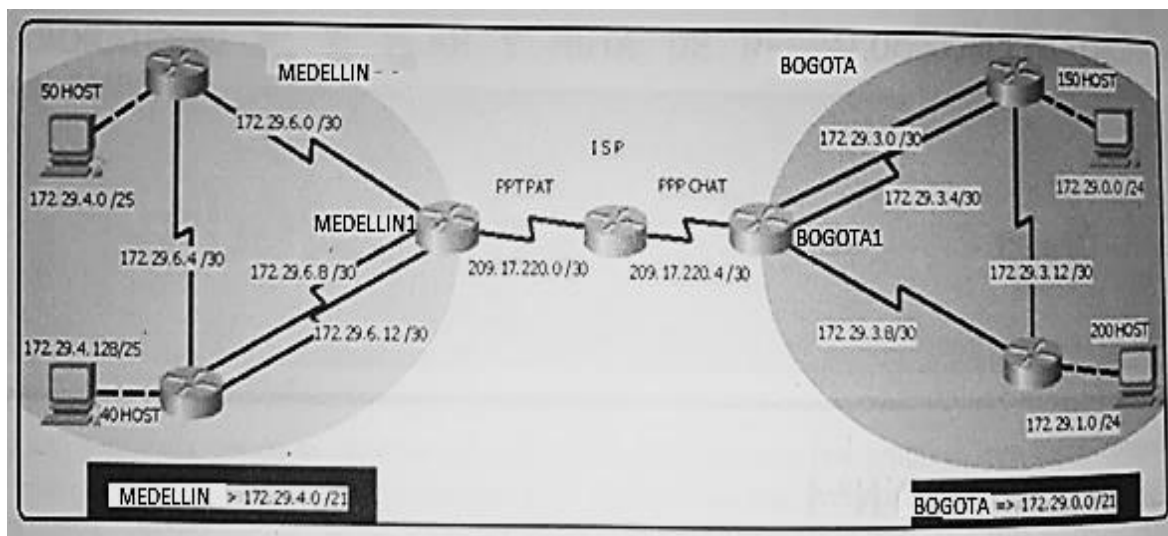 MEDELLIN
50 HOST
172.29.6.0 /30
172.29.4.0 /25
MEDELLIN1
172.29.6.4 /30
172.29.6.8 /30
172.29.6.12 /30
172.29.4.128/25
40 HOST
MEDELLIN > 172.29.4.0 /21
ISP
PPT PAT
PPP CHAT
209.17.220.0 /30
209.17.220.4 /30
BOGOTA
150 HOST
172.29.3.0 /30
172.29.3.4/30
172.29.0.0 /24
BOGOTA1
172.29.3.12 /30
172.29.3.8/30
200 HOST
172.29.1.0 /24
BOGOTA => 172.29.0.0 /21